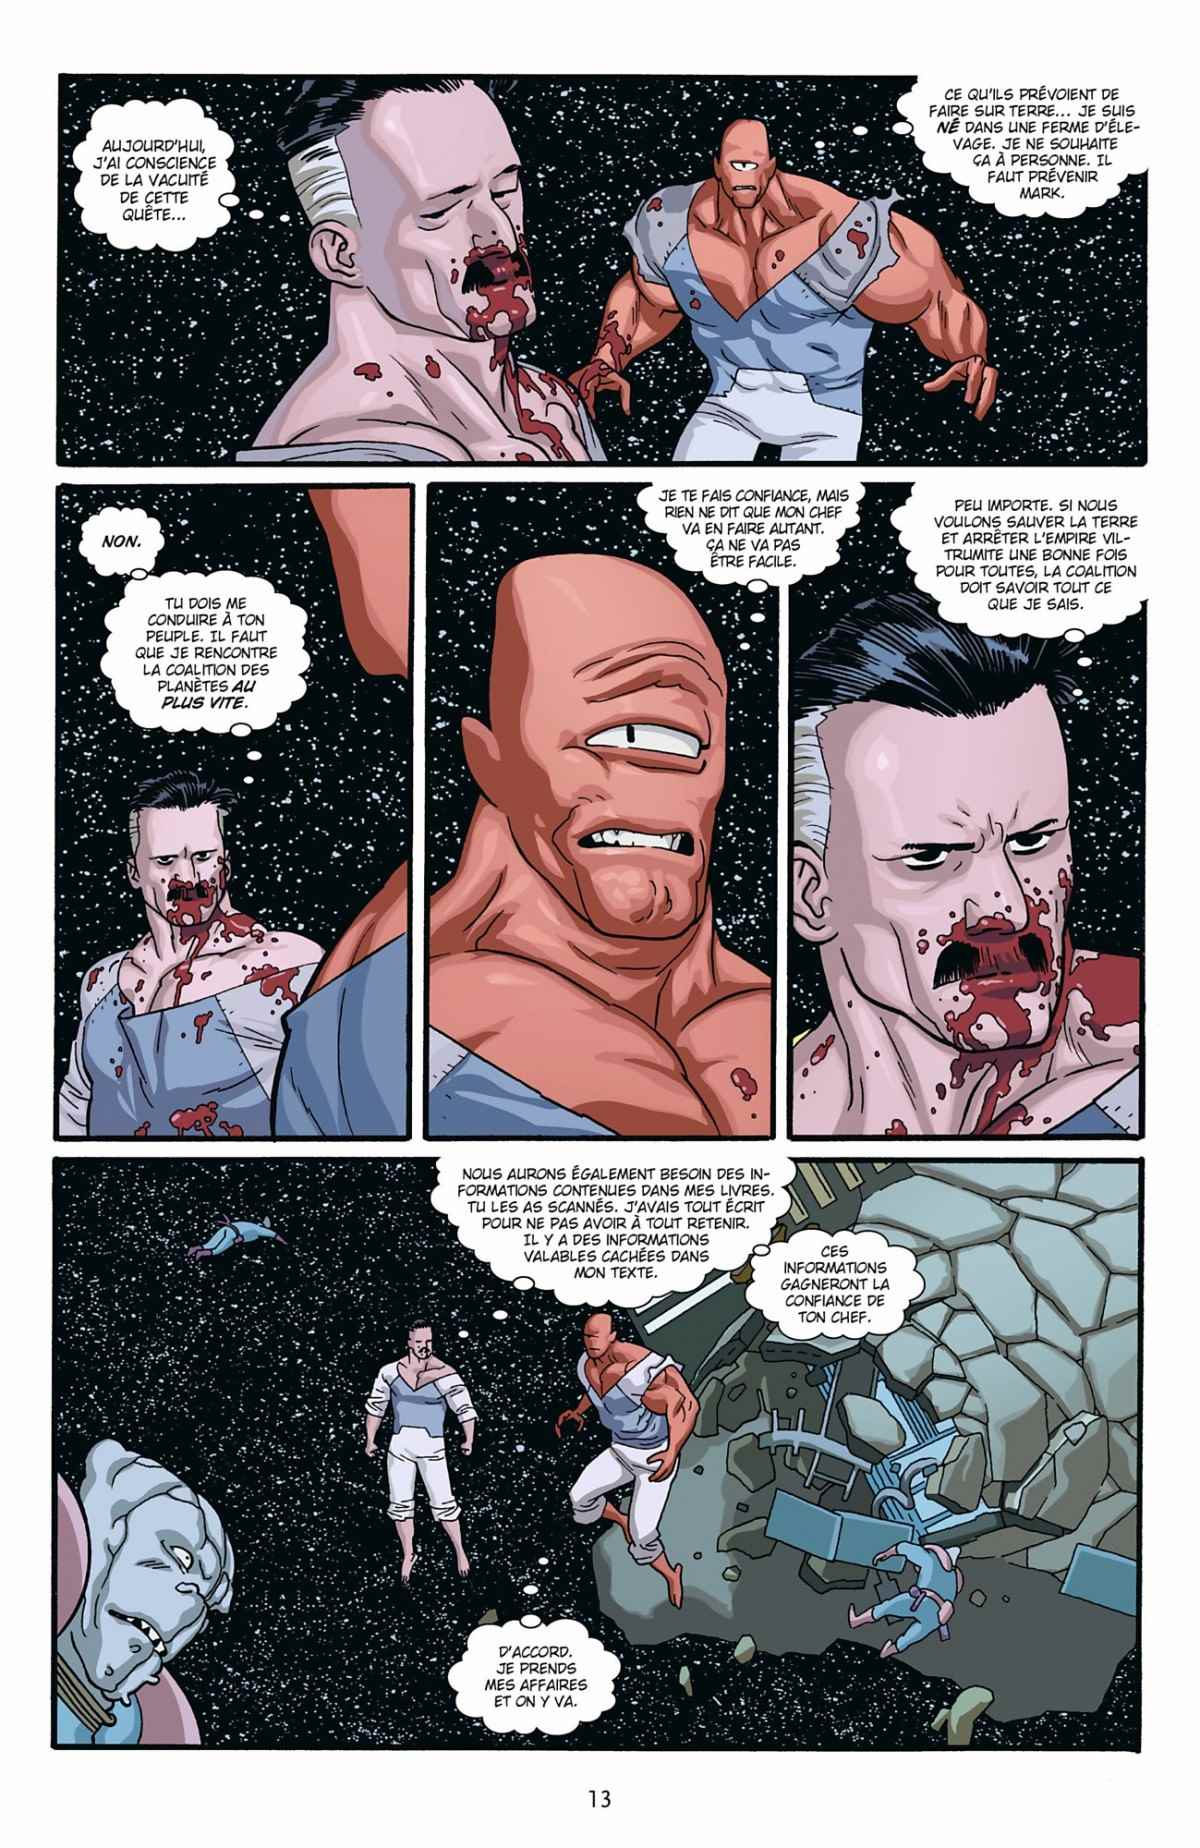 AUJOURD'HUI,
J'AI CONSCIENCE
DE LA VACUITÉ
DE CETTE
QUÊTE...
CE QU'ILS PRÉVOIENT DE
FAIRE SUR TERRE... JE SUIS
NÉ DANS UNE FERME D'ÉLE-
VAGE. JE NE SOUHAITE
ÇA À PERSONNE. IL
FAUT PRÉVENIR
MARK.
NON.
TU DOIS ME
CONDUIRE À TON
PEUPLE. IL FAUT
QUE JE RENCONTRE
LA COALITION DES
PLANÈTES AU
PLUS VITE.
JE TE FAIS CONFIANCE, MAIS
RIEN NE DIT QUE MON CHEF
VA EN FAIRE AUTANT.
ÇA NE VA PAS
ÊTRE FACILE.
PEU IMPORTE. SI NOUS
VOULONS SAUVER LA TERRE
ET ARRÊTER L'EMPIRE VIL-
TRUMITE UNE BONNE FOIS
POUR TOUTES, LA COALITION
DOIT SAVOIR TOUT CE
QUE JE SAIS.
NOUS AURONS ÉGALEMENT BESOIN DES IN-
FORMATIONS CONTENUES DANS MES LIVRES.
TU LES AS SCANNÉS. J'AVAIS TOUT ÉCRIT
POUR NE PAS AVOIR À TOUT RETENIR.
IL Y A DES INFORMATIONS
VALABLES CACHÉES DANS
MON TEXTE.
CES
INFORMATIONS
GAGNERONT LA
CONFIANCE DE
TON CHEF.
D'ACCORD.
JE PRENDS
MES AFFAIRES
ET ON Y VA.
13